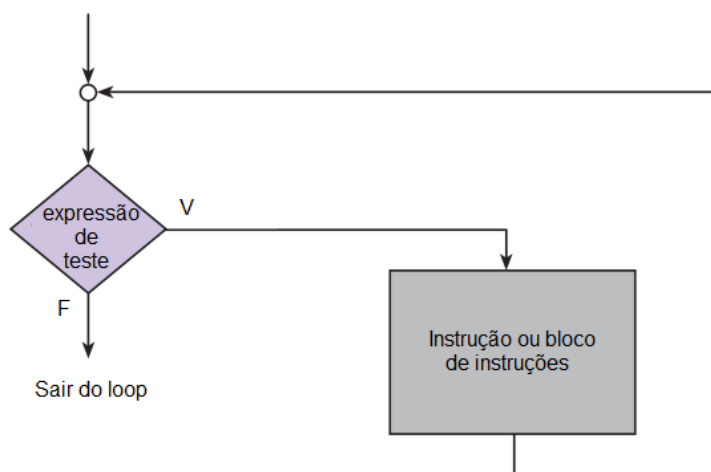 expressão
de
teste
V
F
Sair do loop
Instrução ou bloco
de instruções